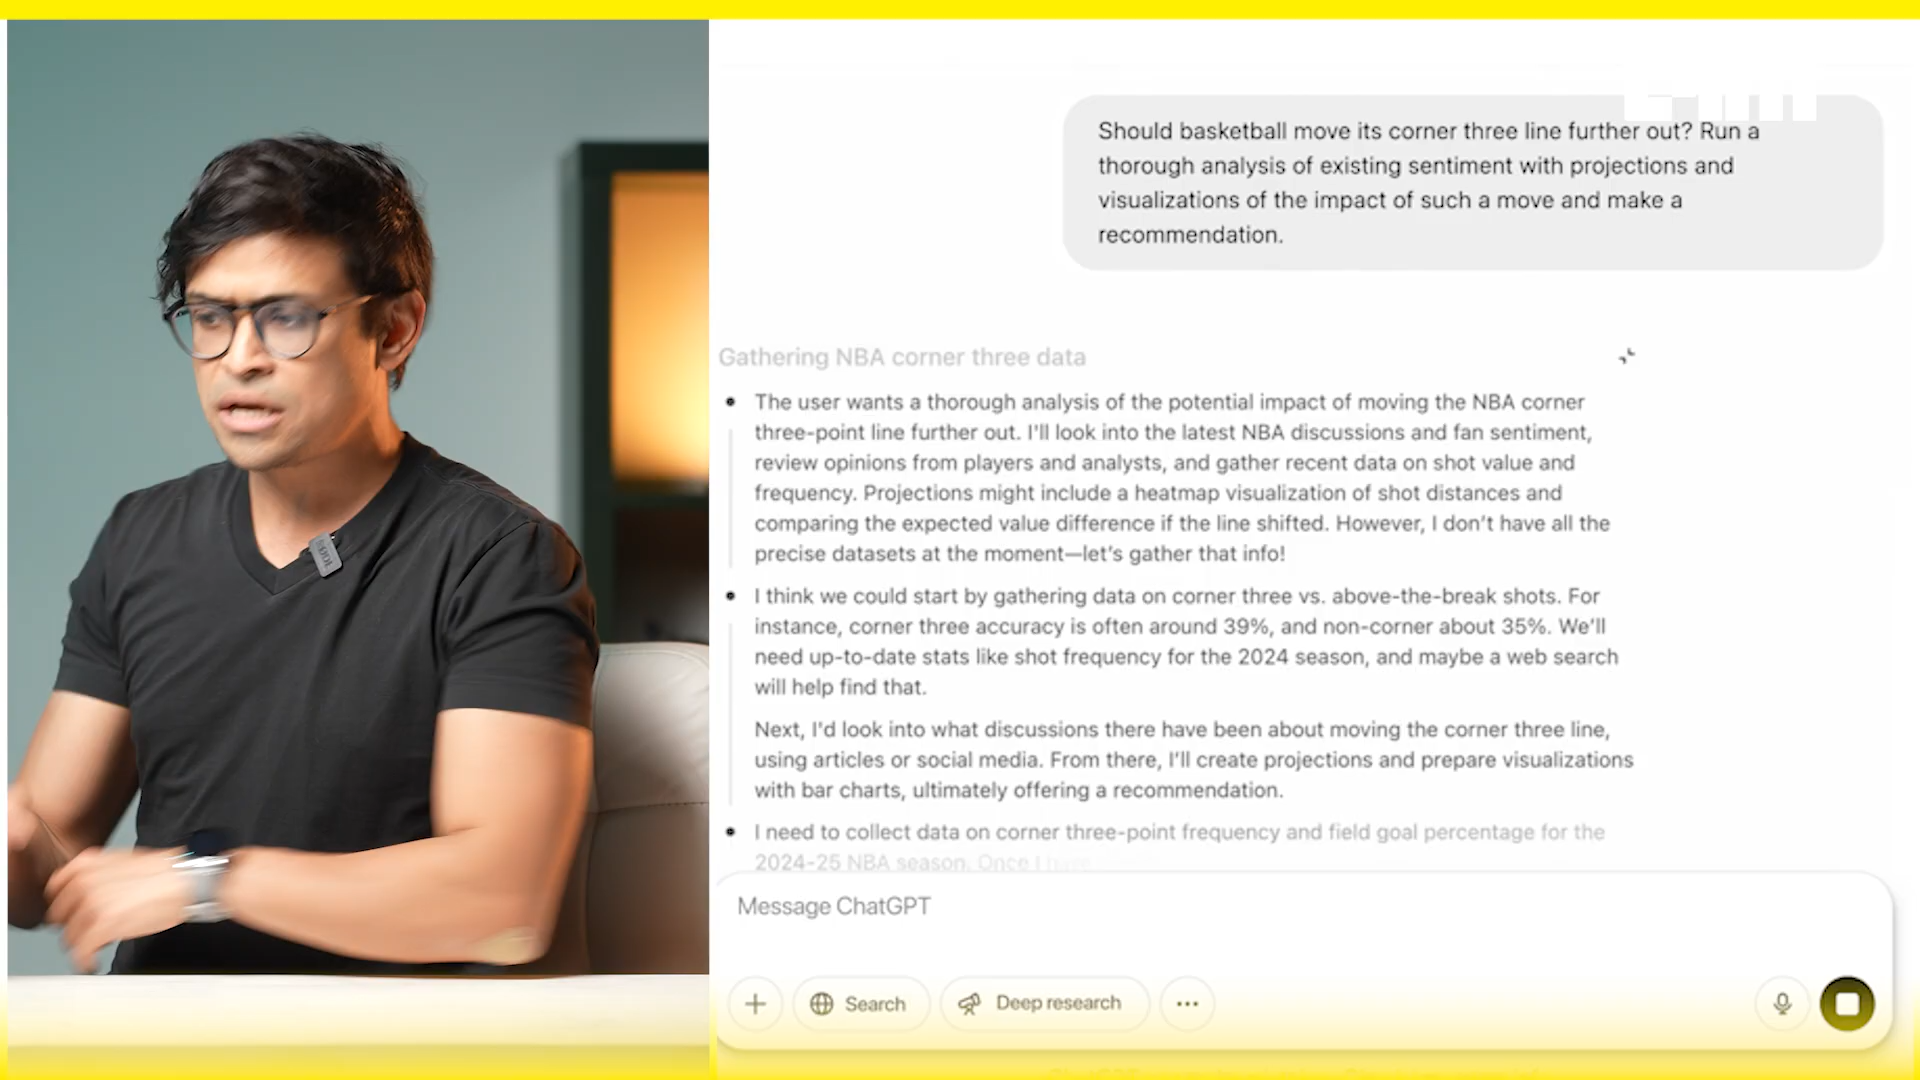 Should basketball move its corner three line further out? Run a
thorough analysis of existing sentiment with projections and
visualizations of the impact of such a move and make a
recommendation.
Gathering NBA corner three data
The user wants a thorough analysis of the potential impact of moving the NBA corner
three-point line further out. I'll look into the latest NBA discussions and fan sentiment,
review opinions from players and analysts, and gather recent data on shot value and
frequency. Projections might include a heatmap visualization of shot distances and
comparing the expected value difference if the line shifted. However, I don't have all the
precise datasets at the moment—let's gather that info!
I think we could start by gathering data on corner three vs. above-the-break shots. For
instance, corner three accuracy is often around 39%, and non-corner about 35%. We'll
need up-to-date stats like shot frequency for the 2024 season, and maybe a web search
will help find that.
Next, I'd look into what discussions there have been about moving the corner three line,
using articles or social media. From there, I'll create projections and prepare visualizations
with bar charts, ultimately offering a recommendation.
I need to collect data on corner three-point frequency and field goal percentage for the
2024-25 NBA season. Once I have
Message ChatGPT
Search
Deep research